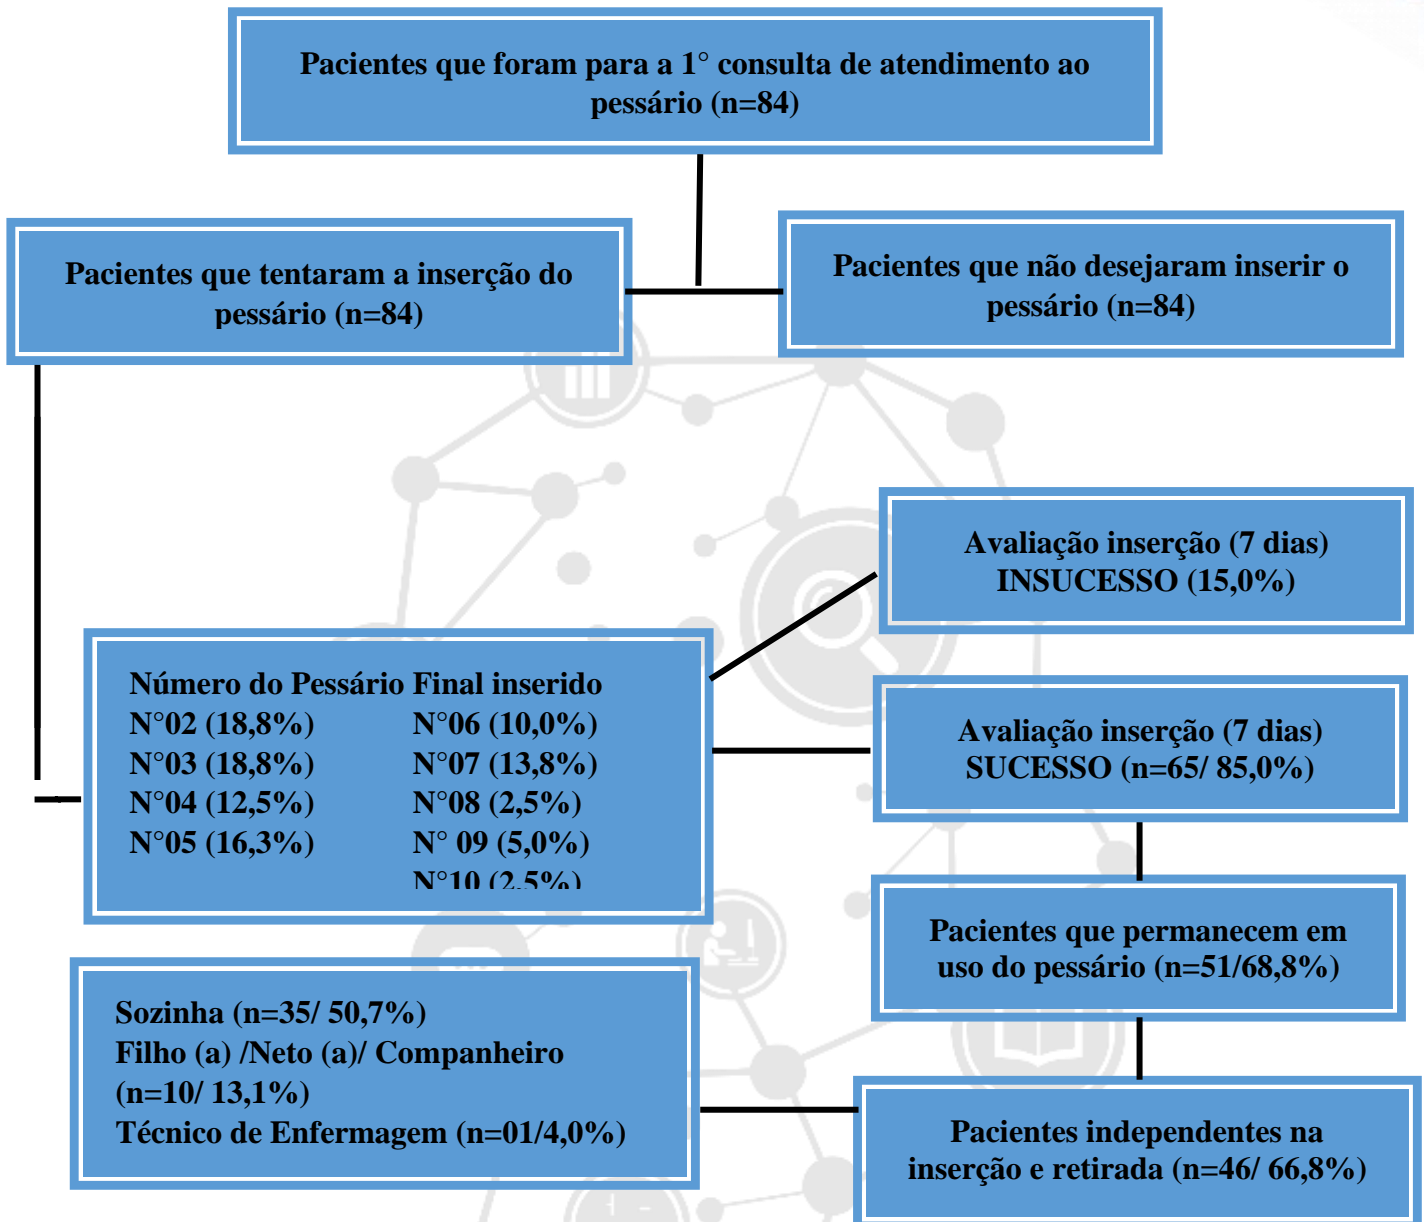 Pacientes que foram para a 1° consulta de atendimento ao
pessário (n=84)
Pacientes que tentaram a inserção do
pessário (n=84)
Pacientes que não desejaram inserir o
pessário (n=84)
Avaliação inserção (7 dias)
INSUCESSO (15,0%)
Número do Pessário Final inserido
N°02 (18,8%) N°06 (10,0%)
N°03 (18,8%) N°07 (13,8%)
N°04 (12,5%) N°08 (2,5%)
N°05 (16,3%) N° 09 (5,0%)
N°10 (2,5%)
Avaliação inserção (7 dias)
SUCESSO (n=65/ 85,0%)
Pacientes que permanecem em
uso do pessário (n=51/68,8%)
Sozinha (n=35/ 50,7%)
Filho (a) /Neto (a)/ Companheiro
(n=10/ 13,1%)
Técnico de Enfermagem (n=01/4,0%)
Pacientes independentes na
inserção e retirada (n=46/ 66,8%)